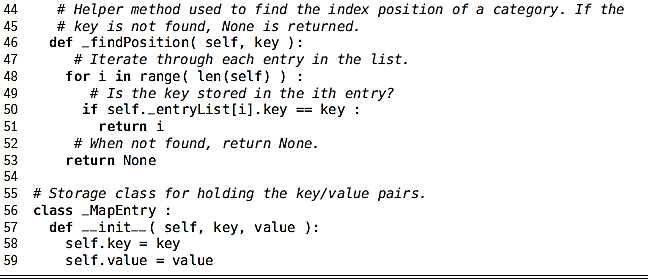 44 # Helper method used to find the index position of a category. If the
45 # key is not found, None is returned.
46 def _findPosition( self, key ):
47 # Iterate through each entry in the list.
48 for i in range( len(self) ) :
49 # Is the key stored in the ith entry?
50 if self._entryList[i].key == key :
51 return i
52 # When not found, return None.
53 return None
54
55 # Storage class for holding the key/value pairs.
56 class _MapEntry :
57 def __init__( self, key, value ):
58 self.key = key
59 self.value = value